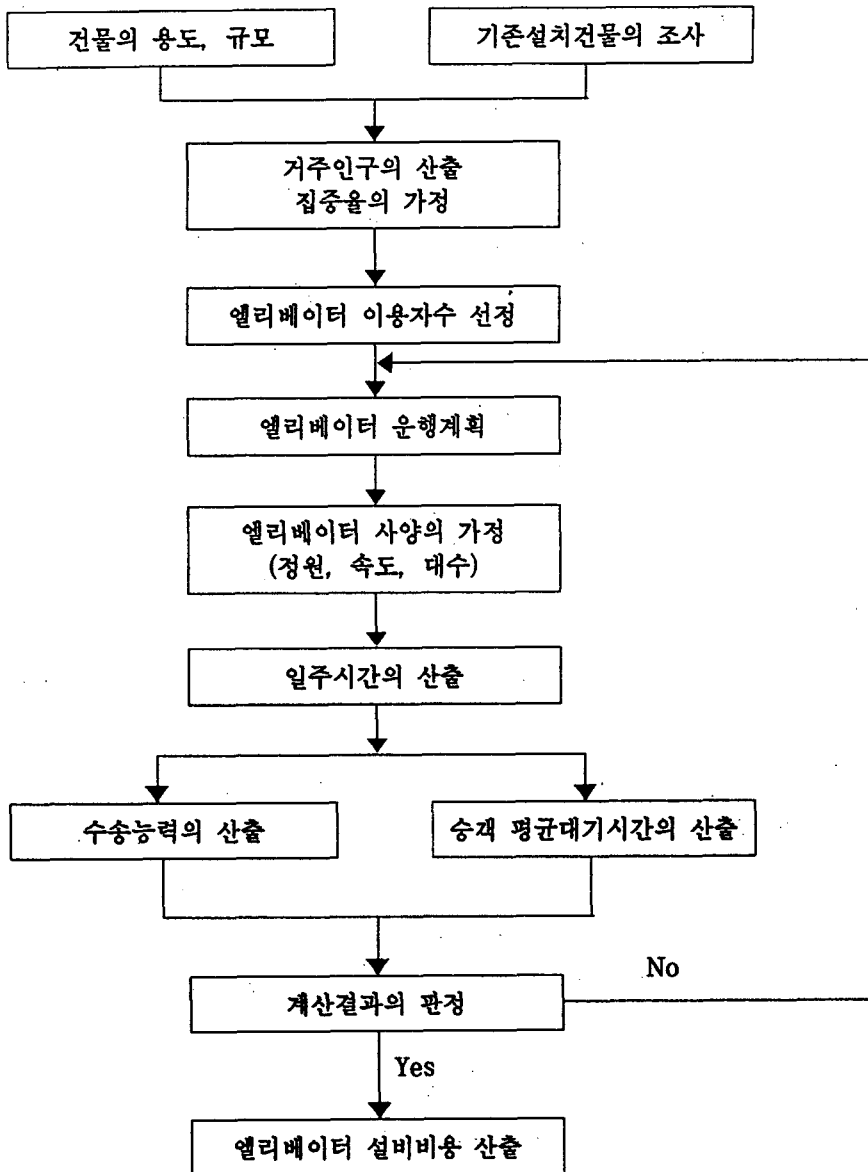 건물의 용도, 규모
기존설치건물의 조사
거주인구의 산출
집중율의 가정
엘리베이터 이용자수 선정
엘리베이터 운행계획
엘리베이터 사양의 가정
(정원, 속도, 대수)
일주시간의 산출
수송능력의 산출
승객 평균대기시간의 산출
계산결과의 판정
No
Yes
엘리베이터 설비비용 산출